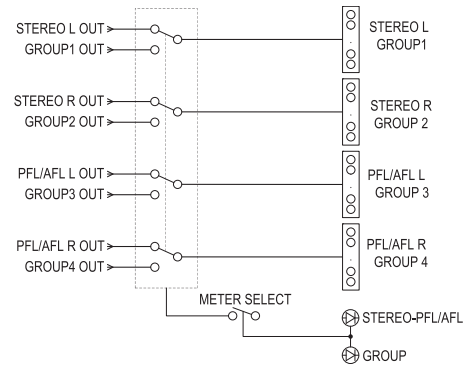 STEREO L OUT
GROUP1 OUT
STEREO L
GROUP1
STEREO R OUT
GROUP2 OUT
STEREO R
GROUP 2
PFL/AFL L OUT
GROUP3 OUT
PFL/AFL L
GROUP 3
PFL/AFL R OUT
GROUP4 OUT
PFL/AFL R
GROUP 4
METER SELECT
STEREO-PFL/AFL
GROUP